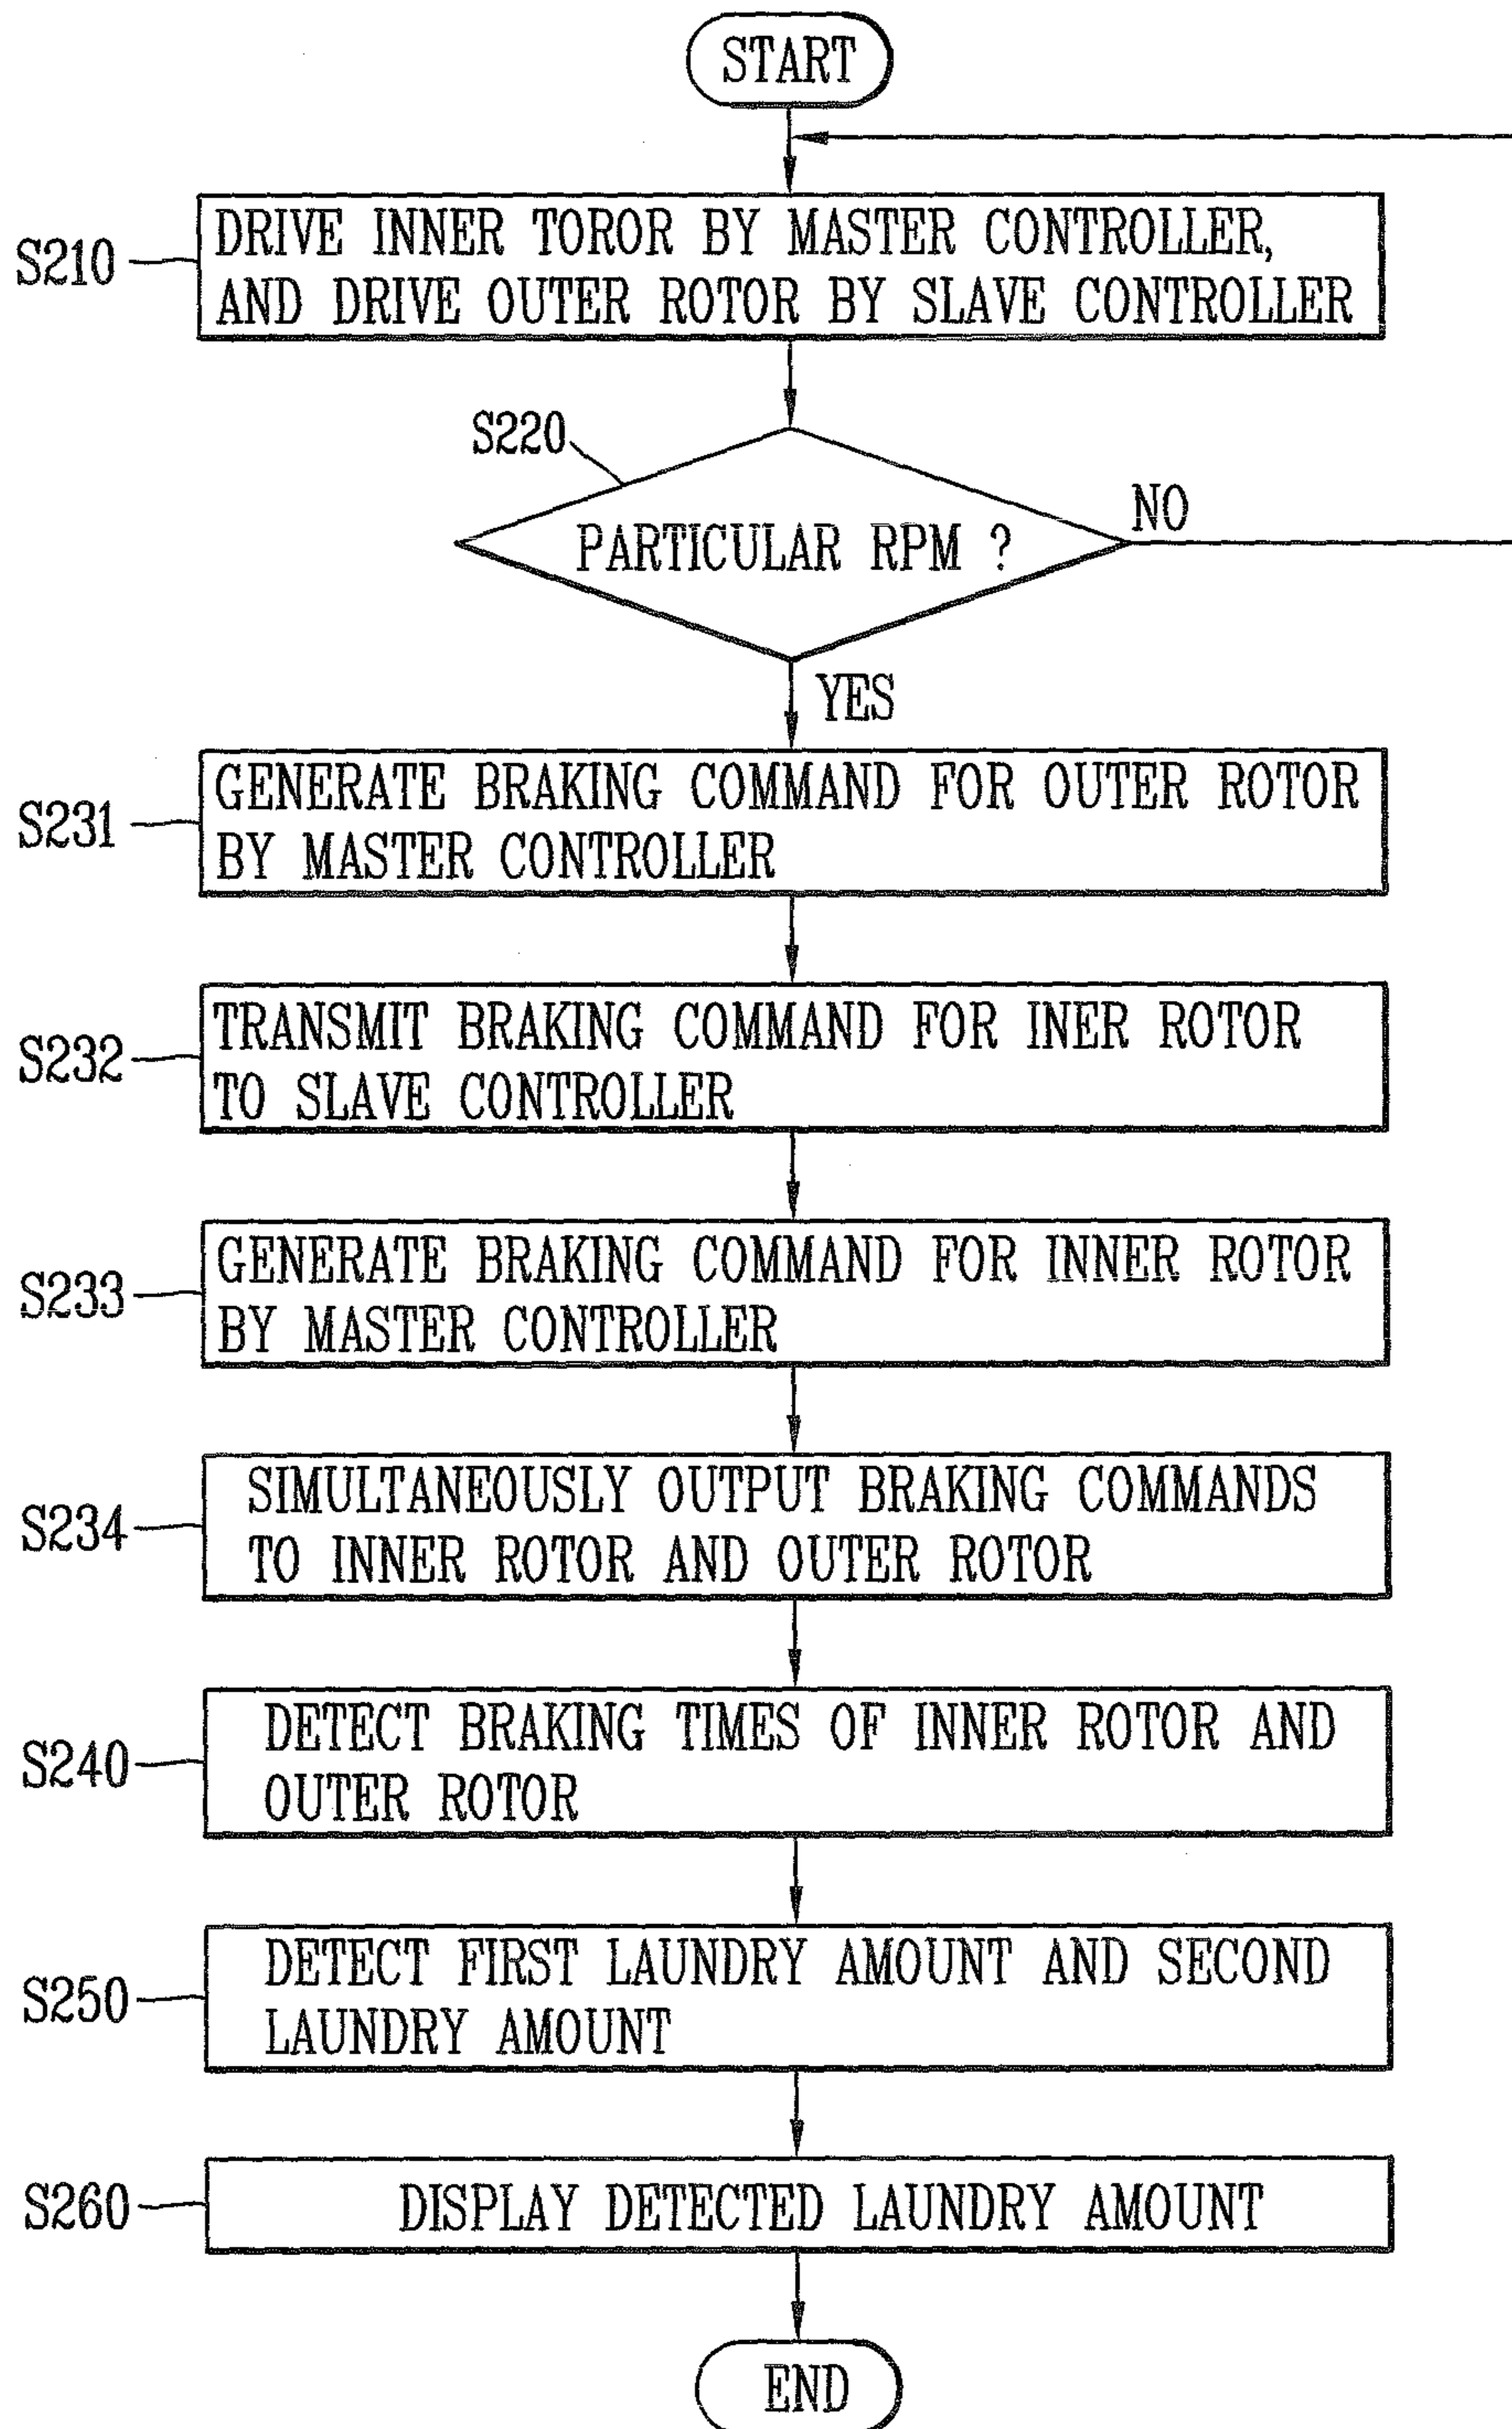 START
S210
DRIVE INNER TOROR BY MASTER CONTROLLER,
AND DRIVE OUTER ROTOR BY SLAVE CONTROLLER
S220
PARTICULAR RPM ?
NO
YES
S231
GENERATE BRAKING COMMAND FOR OUTER ROTOR
BY MASTER CONTROLLER
S232
TRANSMIT BRAKING COMMAND FOR INER ROTOR
TO SLAVE CONTROLLER
S233
GENERATE BRAKING COMMAND FOR INNER ROTOR
BY MASTER CONTROLLER
S234
SIMULTANEOUSLY OUTPUT BRAKING COMMANDS
TO INNER ROTOR AND OUTER ROTOR
S240
DETECT BRAKING TIMES OF INNER ROTOR AND
OUTER ROTOR
S250
DETECT FIRST LAUNDRY AMOUNT AND SECOND
LAUNDRY AMOUNT
S260
DISPLAY DETECTED LAUNDRY AMOUNT
END